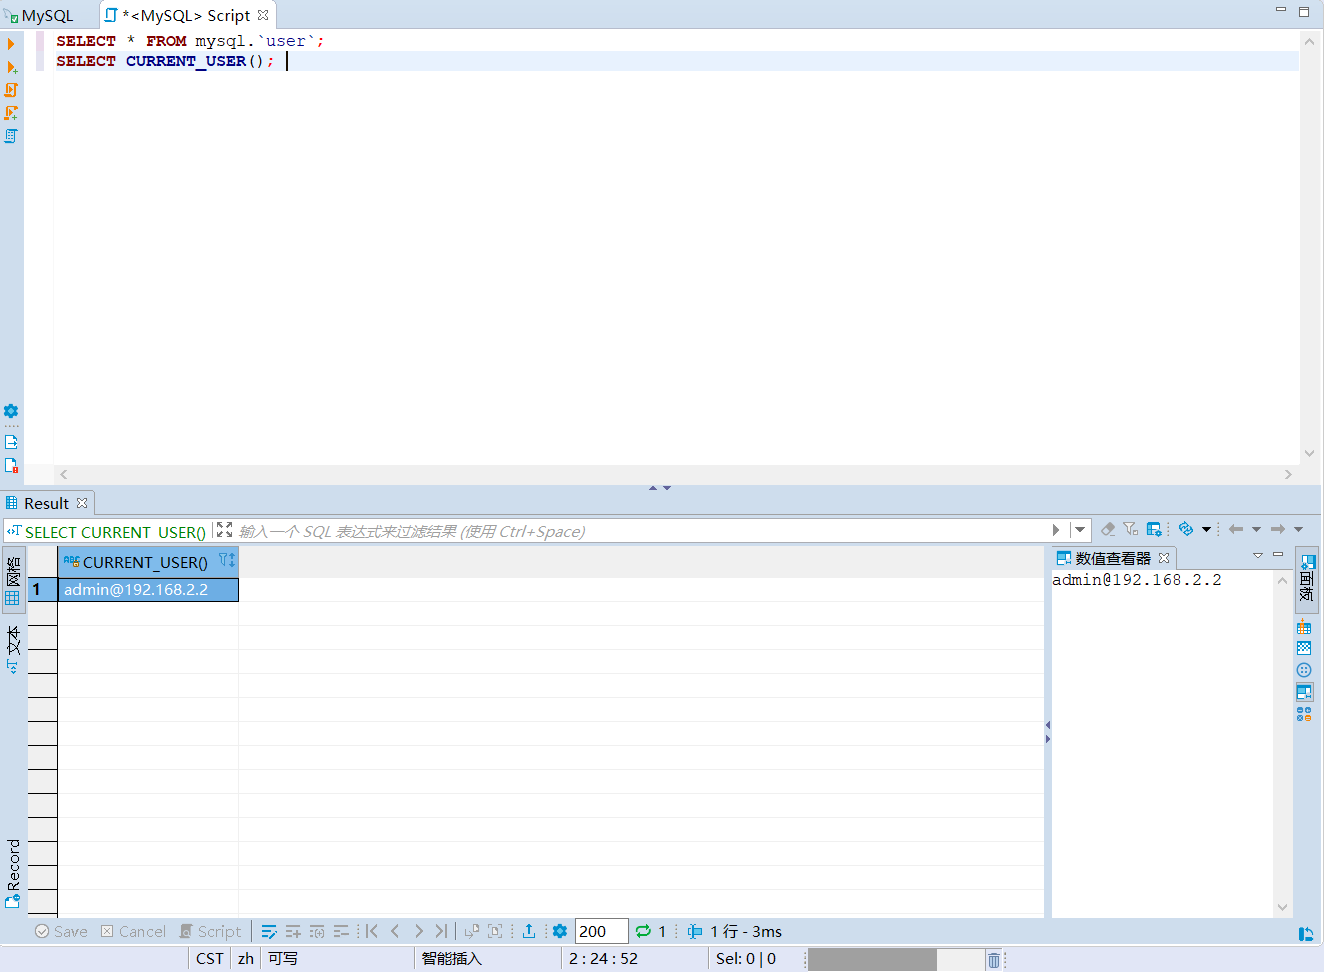 MySQL
*<MySQL> Script
SELECT * FROM mysql.`user`;
SELECT CURRENT_USER();
Result
SELECT CURRENT_USER()
输入一个 SQL 表达式来过滤结果 (使用 Ctrl+Space)
网格
文本
Record
ABC CURRENT_USER()
1 admin@192.168.2.2
数值查看器
admin@192.168.2.2
面板
Save Cancel Script 200 1 1 行 - 3ms
CST zh 可写 智能插入 2 : 24 : 52 Sel: 0 | 0